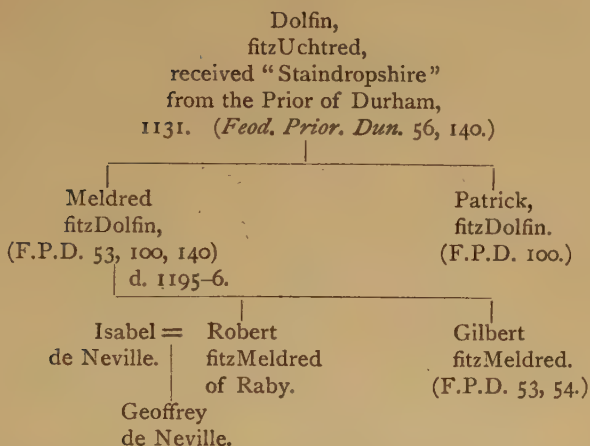 Dolfin,
fitzUchtred,
received “Staindropshire”
from the Prior of Durham,
1131. (Feod. Prior. Dun. 56, 140.)
Meldred
fitzDolfin,
(F.P.D. 53, 100, 140)
d. 1195–6.
Patrick,
fitzDolfin.
(F.P.D. 100.)
Isabel =
de Neville.
Robert
fitzMeldred
of Raby.
Gilbert
fitzMeldred.
(F.P.D. 53, 54.)
Geoffrey
de Neville.